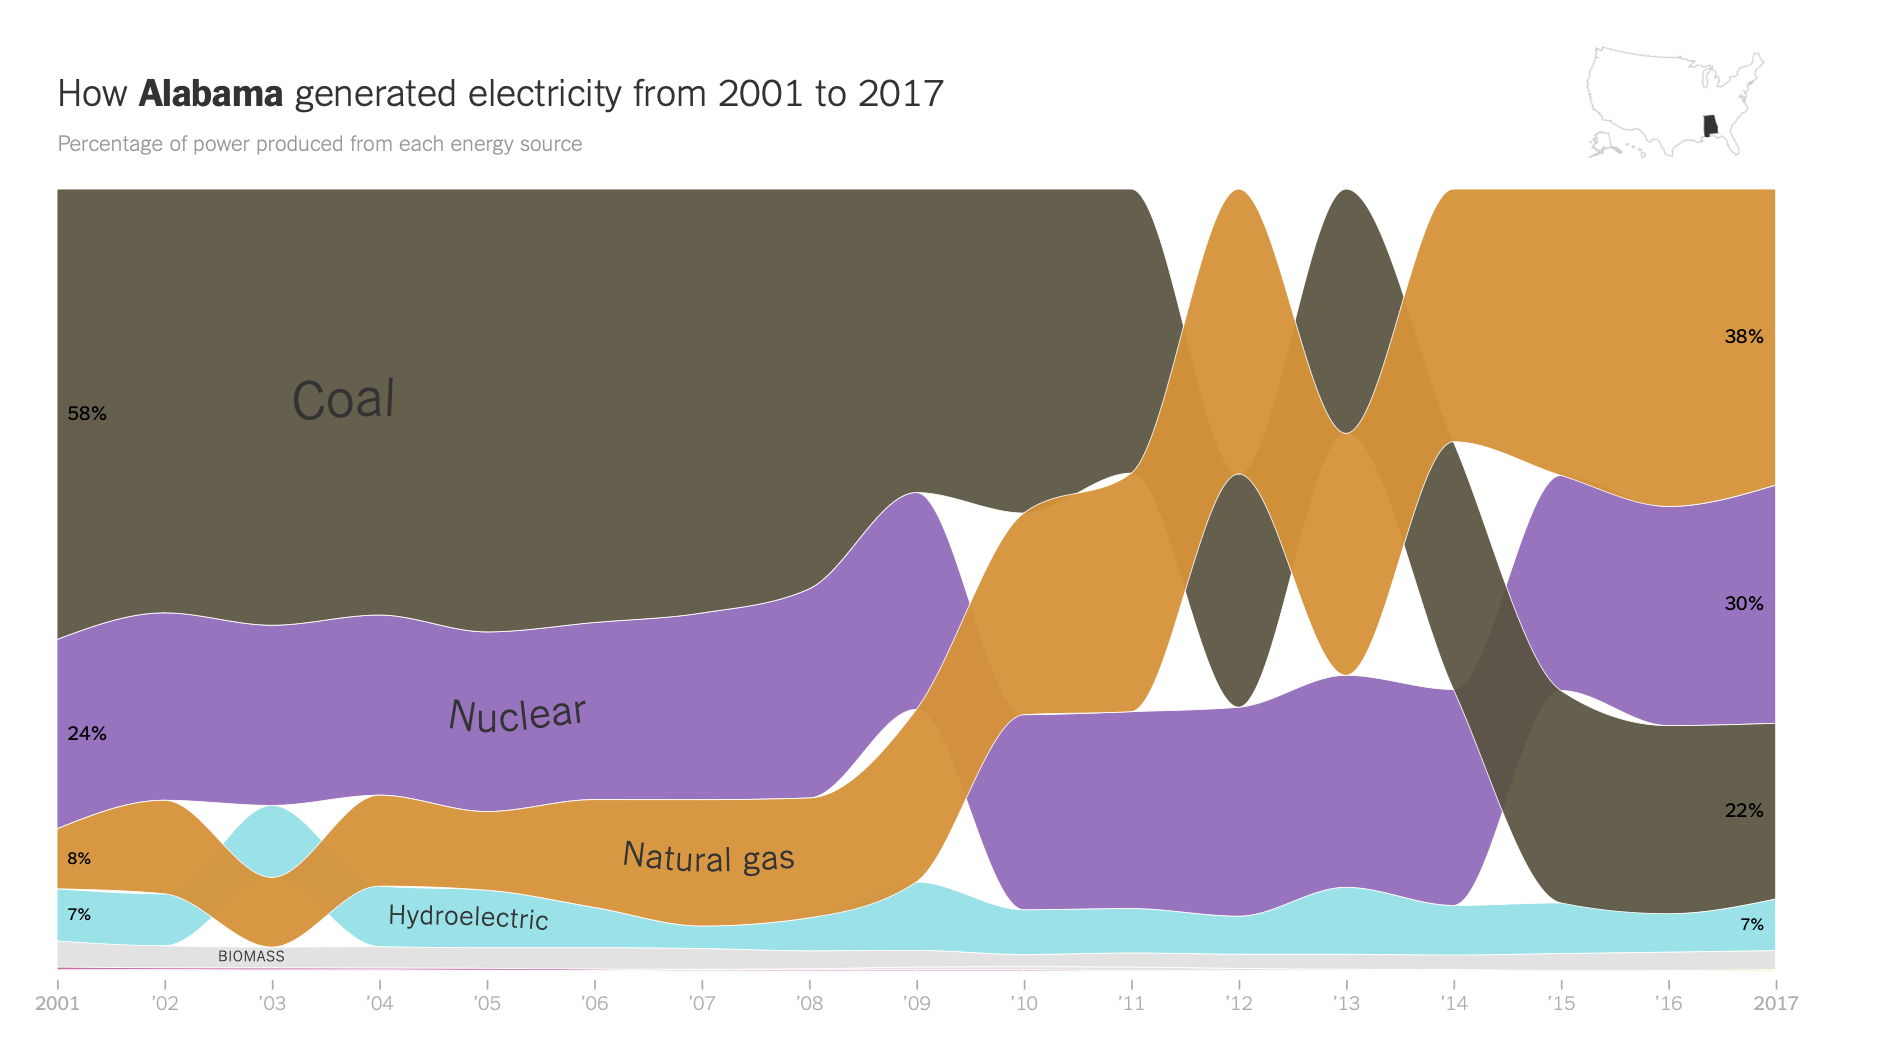 How Alabama generated electricity from 2001 to 2017
Percentage of power produced from each energy source
38%
Coal
58%
30%
Nuclear
24%
22%
Natural gas
8%
Hydroelectric
7%
7%
BIOMASS
2001 ’02 ’03 ’04 ’05 ’06 ’07 ’08 ’09 ’10 ’11 ’12 ’13 ’14 ’15 ’16 2017